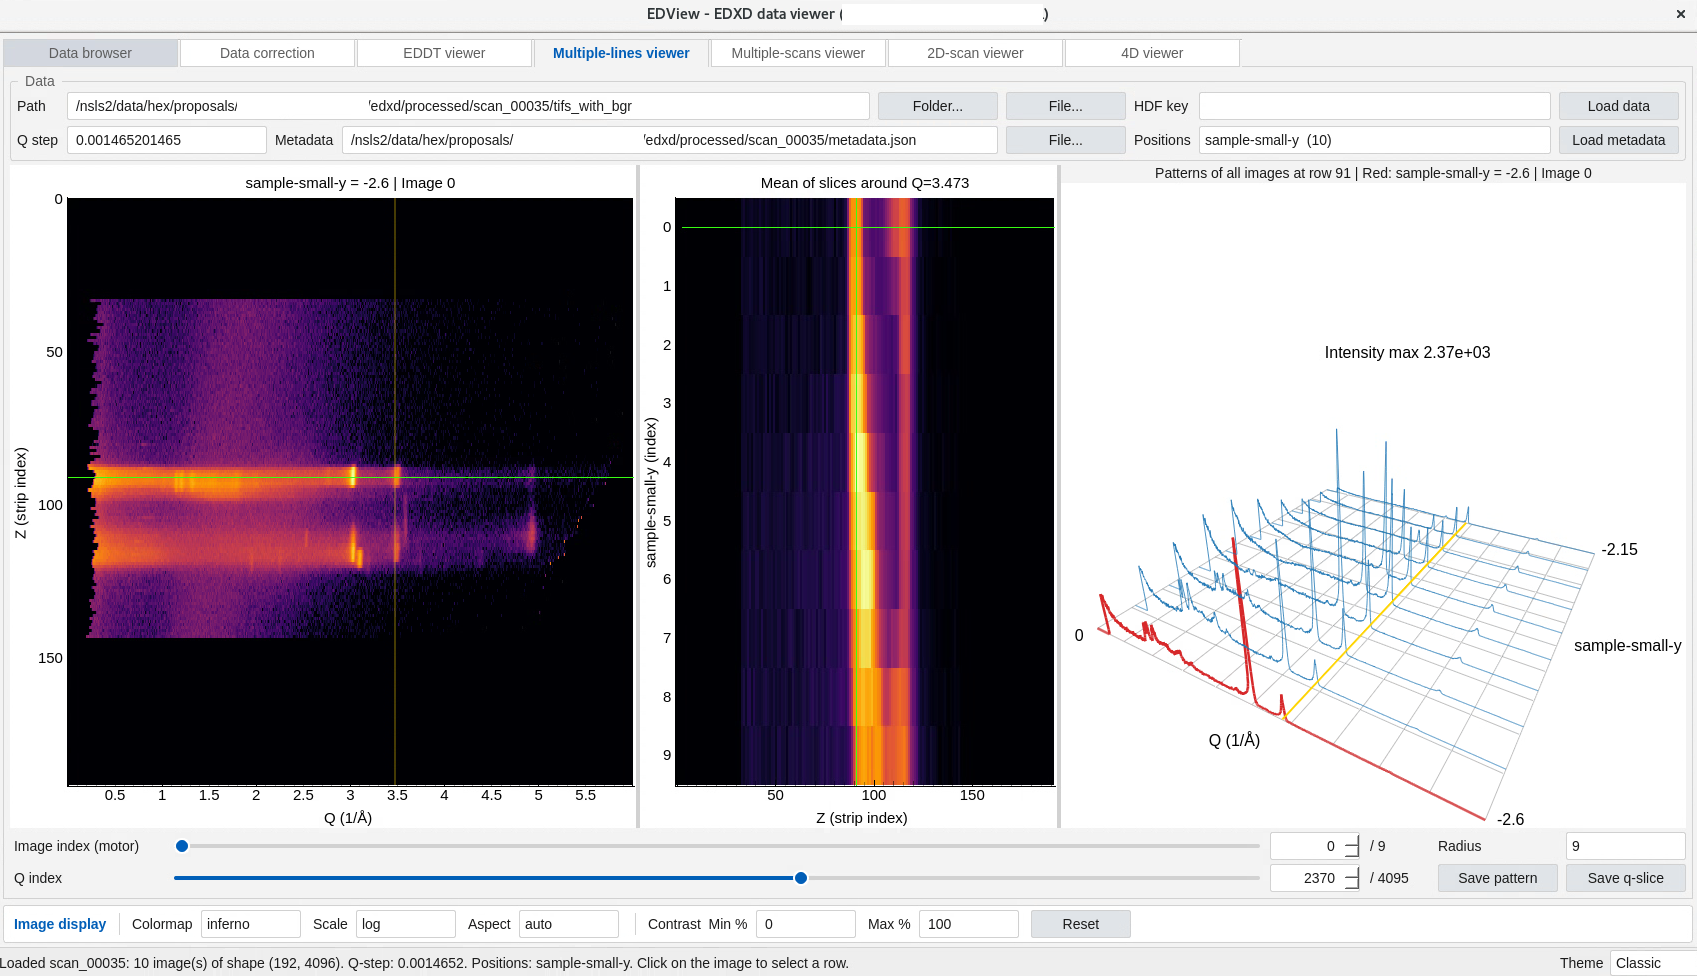 EDView - EDXD data viewer ( )
Data browser Data correction EDDT viewer Multiple-lines viewer Multiple-scans viewer 2D-scan viewer 4D viewer
Data
Path /nsls2/data/hex/proposals/ /edxd/processed/scan_00035/tifs_with_bgr Folder... File... HDF key Load data
Q step 0.001465201465 Metadata /nsls2/data/hex/proposals/ /edxd/processed/scan_00035/metadata.json File... Positions sample-small-y (10) Load metadata
sample-small-y = -2.6 | Image 0
0
50
100
150
Z (strip index)
0.5 1 1.5 2 2.5 3 3.5 4 4.5 5 5.5
Q (1/Å)
Mean of slices around Q=3.473
0
1
2
3
4
5
6
7
8
9
sample-small-y (index)
50 100 150
Z (strip index)
Patterns of all images at row 91 | Red: sample-small-y = -2.6 | Image 0
Intensity max 2.37e+03
-2.15
0
sample-small-y
Q (1/Å)
-2.6
Image index (motor) 0 / 9 Radius 9
Q index 2370 / 4095 Save pattern Save q-slice
Image display Colormap inferno Scale log Aspect auto Contrast Min % 0 Max % 100 Reset
Loaded scan_00035: 10 image(s) of shape (192, 4096). Q-step: 0.0014652. Positions: sample-small-y. Click on the image to select a row. Theme Classic